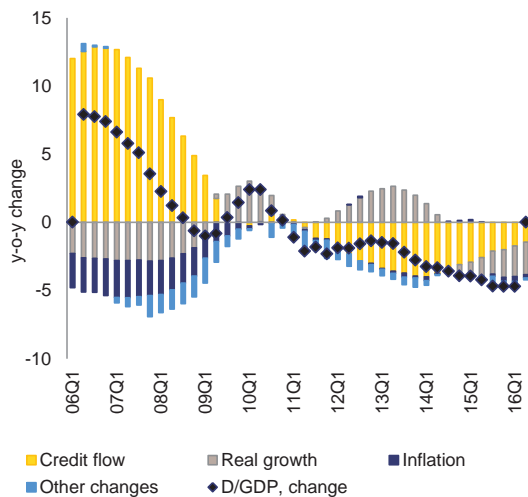 15
10
5
0
-5
-10
y-o-y change
06Q1
07Q1
08Q1
09Q1
10Q1
11Q1
12Q1
13Q1
14Q1
15Q1
16Q1
Credit flow Real growth Inflation
Other changes D/GDP, change